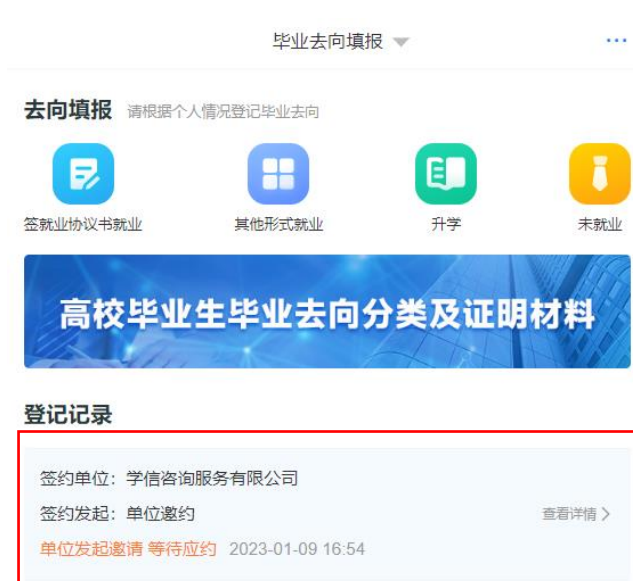 毕业去向填报
去向填报 请根据个人情况登记毕业去向
签就业协议书就业 其他形式就业 升学 未就业
高校毕业生毕业去向分类及证明材料
登记记录
签约单位：学信咨询服务有限公司
签约发起：单位邀约 查看详情
单位发起邀请 等待应约 2023-01-09 16:54